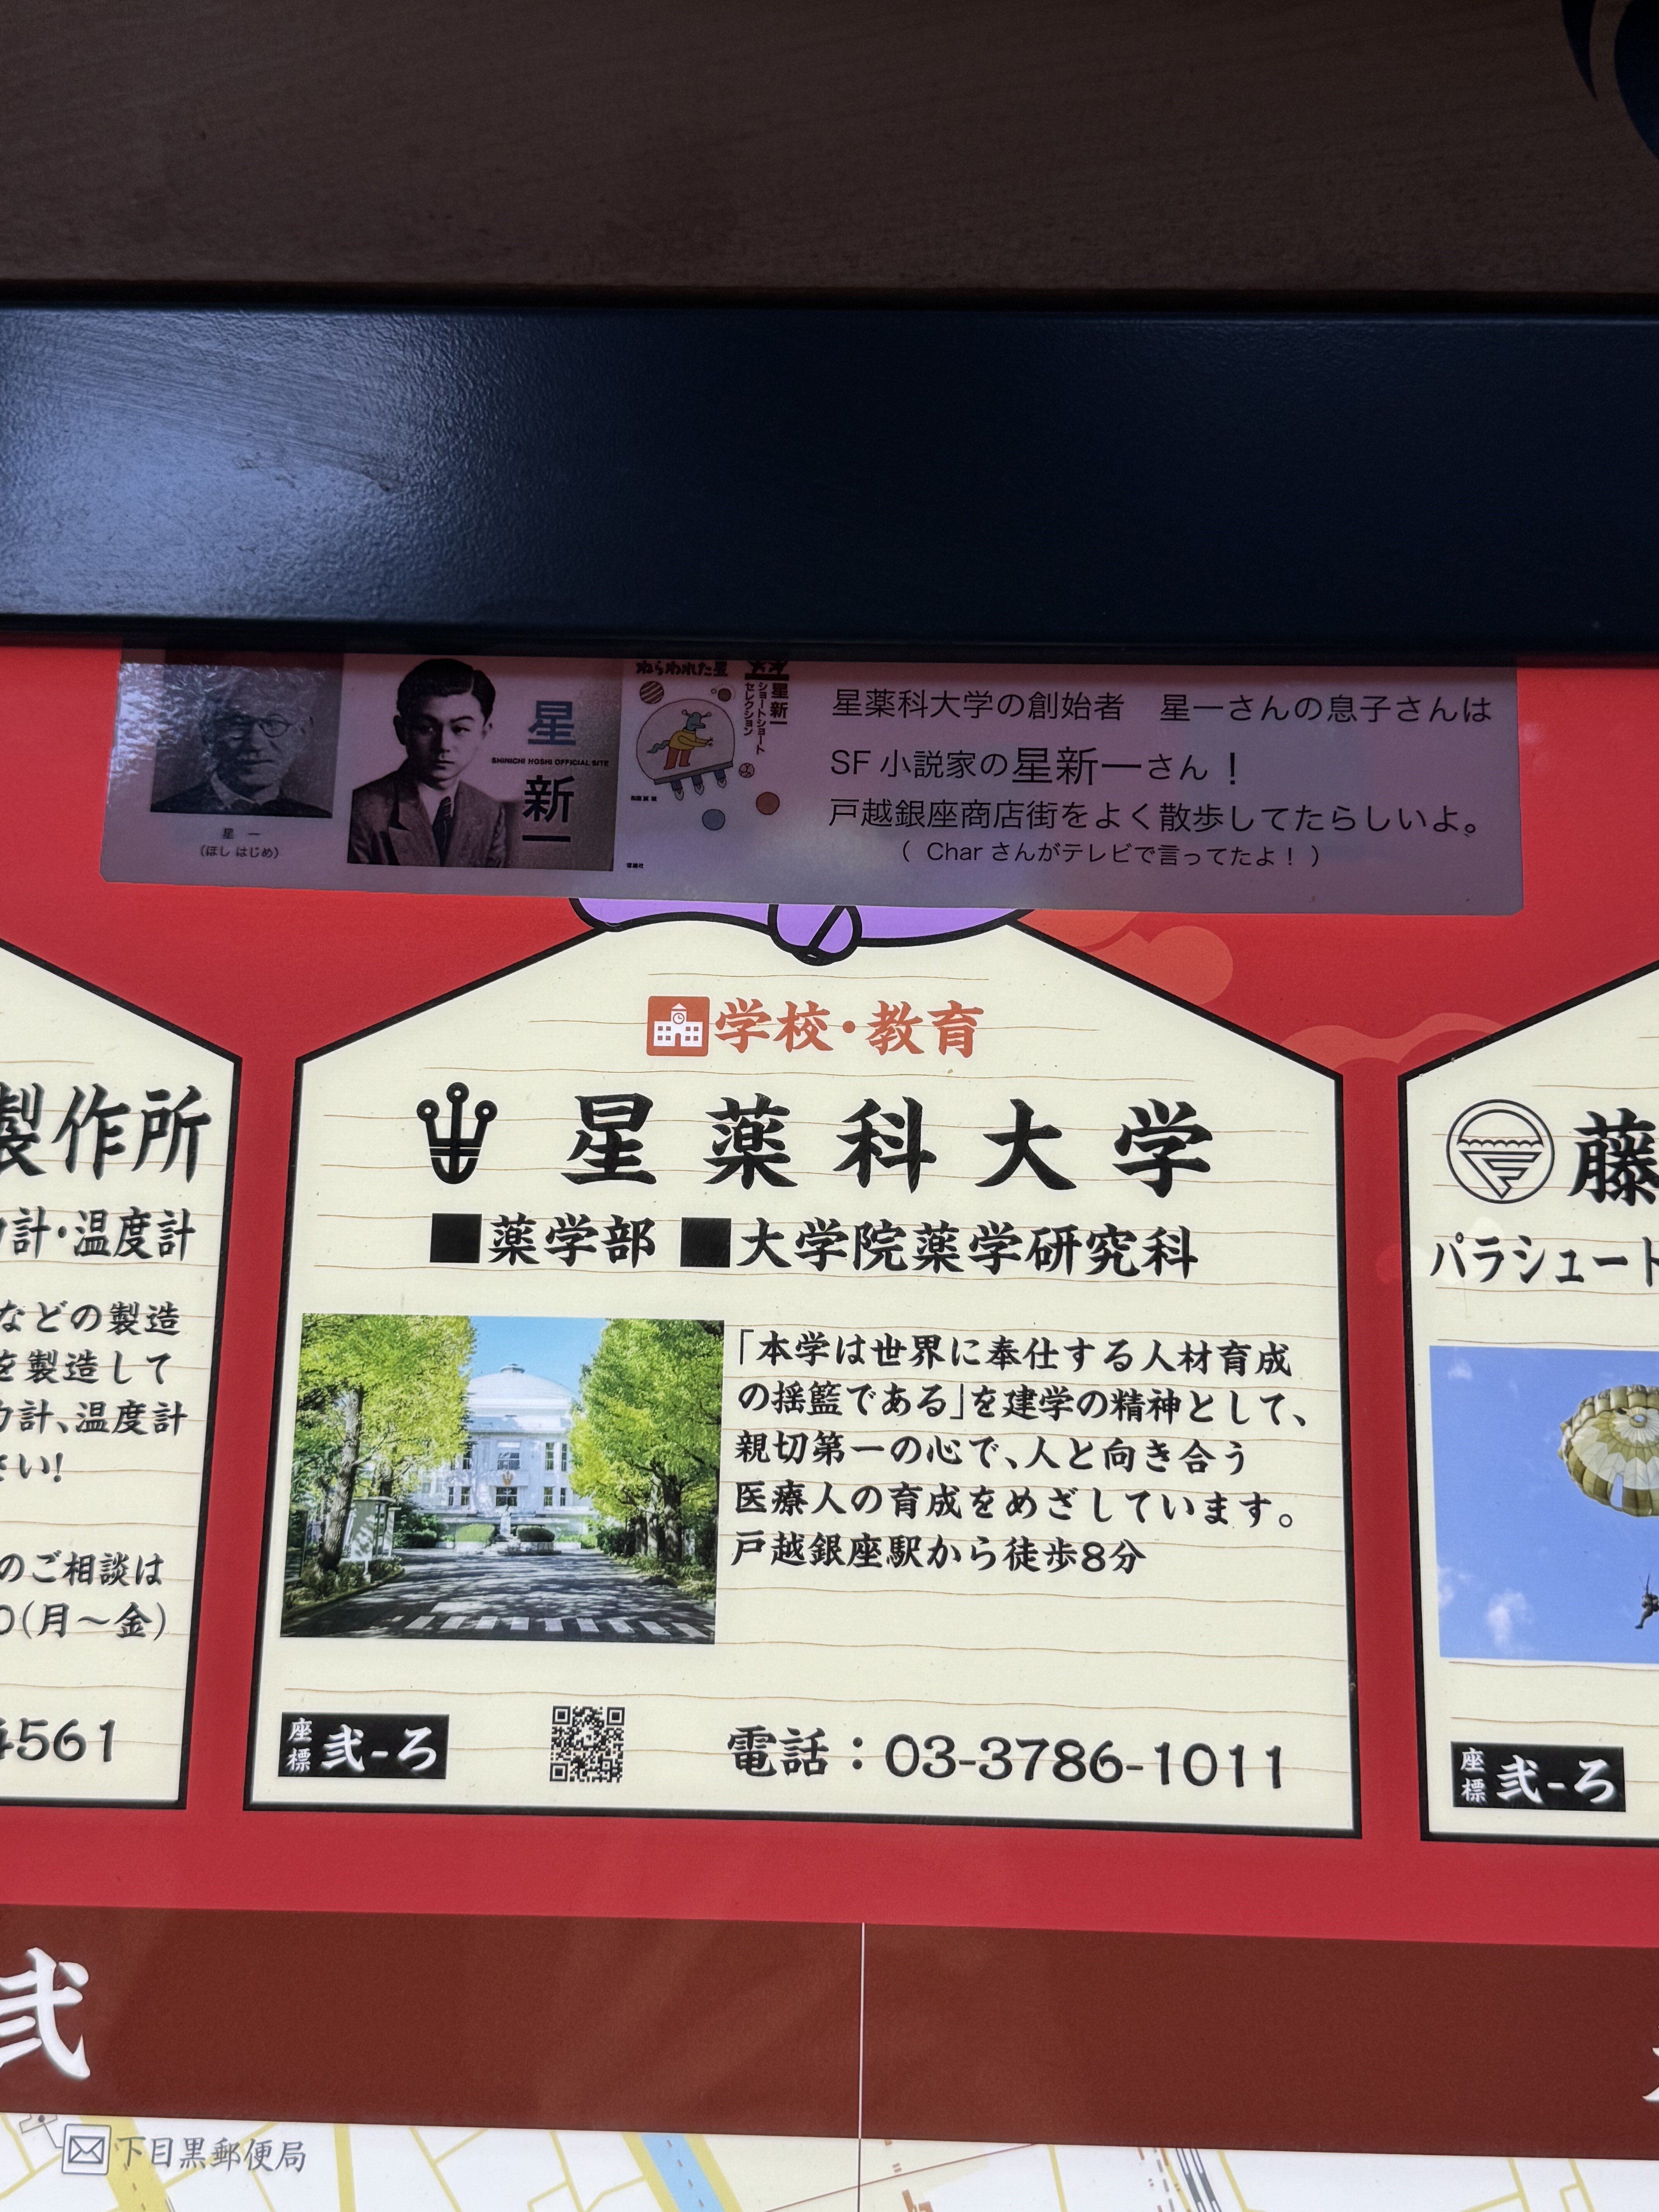 ねらわれた星
星新一
ショートショート
セレクション
星
SHINICHI HOSHI OFFICIAL SITE
新
一
星 一
(ほし はじめ)
星薬科大学の創始者 星一さんの息子さんは
SF 小説家の星新一さん！
戸越銀座商店街をよく散歩してたらしいよ。
( Char さんがテレビで言ってたよ！ )
学校・教育
星薬科大学
■薬学部 ■大学院薬学研究科
「本学は世界に奉仕する人材育成
の揺籃である」を建学の精神として、
親切第一の心で、人と向き合う
医療人の育成をめざしています。
戸越銀座駅から徒歩8分
座標 弐-ろ
電話：03-3786-1011
製作所
計・温度計
などの製造
を製造して
力計、温度計
さい!
のご相談は
0(月〜金)
4561
藤
パラシュート
座標 弐-ろ
弐
下目黒郵便局